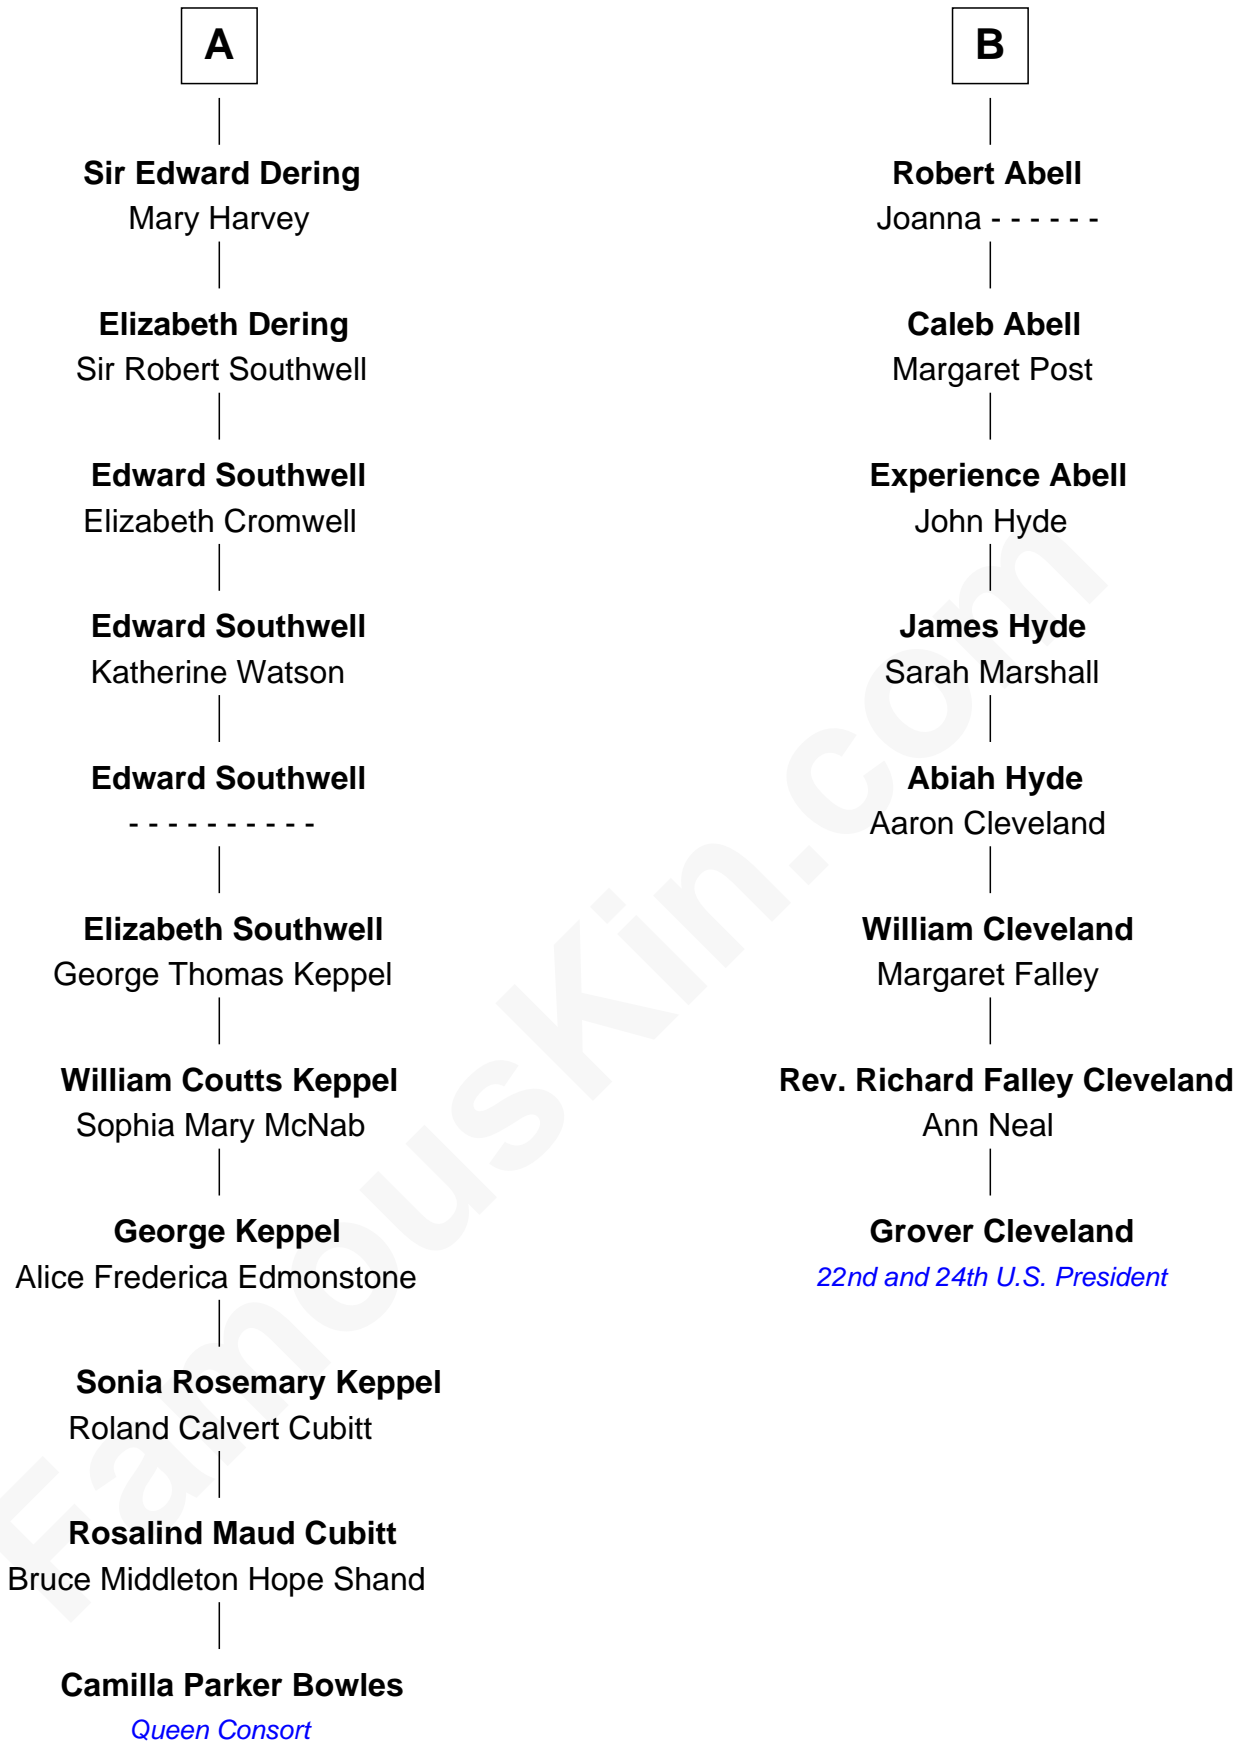 A
Sir Edward Dering
Mary Harvey
Elizabeth Dering
Sir Robert Southwell
Edward Southwell
Elizabeth Cromwell
Edward Southwell
Katherine Watson
Edward Southwell
- - - - - - - - - -
Elizabeth Southwell
George Thomas Keppel
William Coutts Keppel
Sophia Mary McNab
George Keppel
Alice Frederica Edmonstone
Sonia Rosemary Keppel
Roland Calvert Cubitt
Rosalind Maud Cubitt
Bruce Middleton Hope Shand
Camilla Parker Bowles
Queen Consort
B
Robert Abell
Joanna - - - - - -
Caleb Abell
Margaret Post
Experience Abell
John Hyde
James Hyde
Sarah Marshall
Abiah Hyde
Aaron Cleveland
William Cleveland
Margaret Falley
Rev. Richard Falley Cleveland
Ann Neal
Grover Cleveland
22nd and 24th U.S. President
FamousKin.com